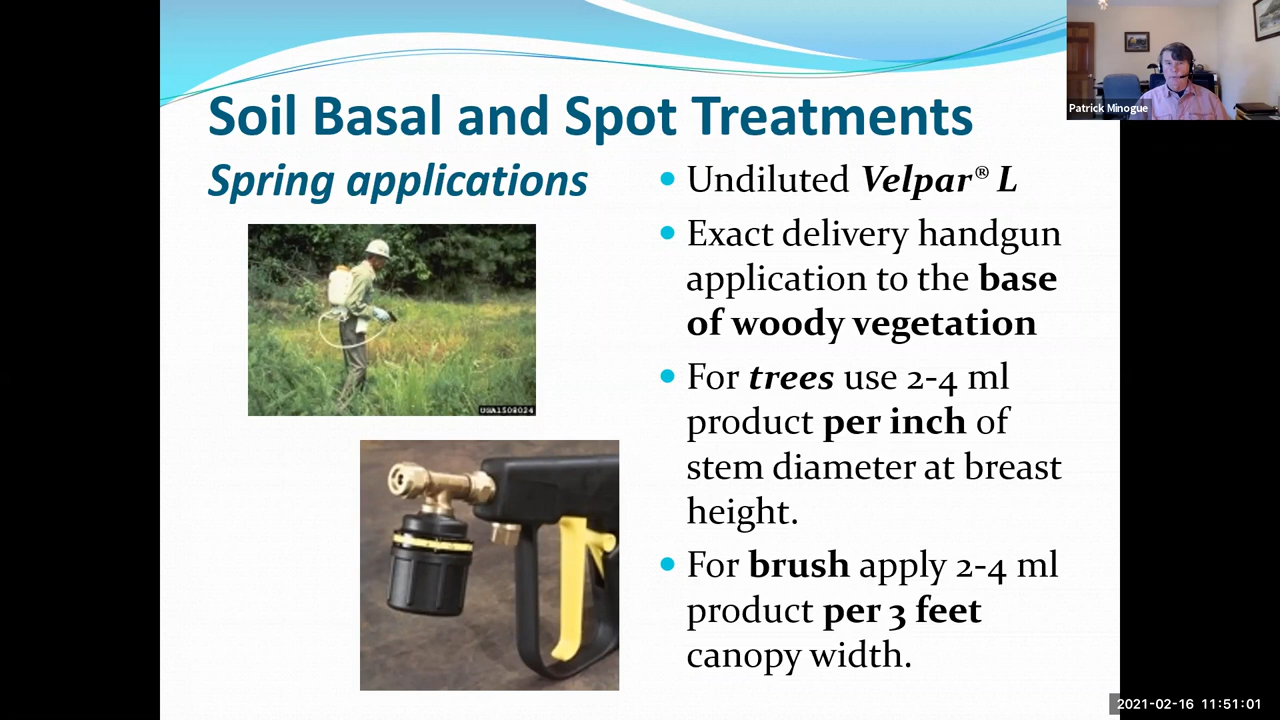 Soil Basal and Spot Treatments
Spring applications
Undiluted Velpar® L
Exact delivery handgun
application to the base
of woody vegetation
For trees use 2-4 ml
product per inch of
stem diameter at breast
height.
For brush apply 2-4 ml
product per 3 feet
canopy width.
USA1509024
Patrick Minogue
2021-02-16 11:51:01